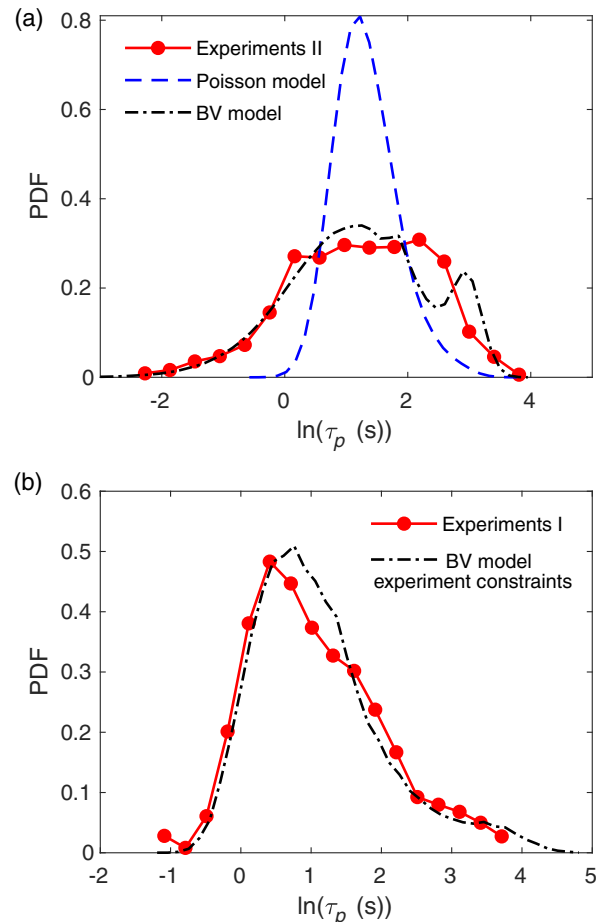 (a)
0.8
0.6
0.4
0.2
0
PDF
Experiments II
Poisson model
BV model
-2 0 2 4
ln(τp (s))
(b)
0.6
0.5
0.4
0.3
0.2
0.1
0
PDF
Experiments I
BV model
experiment constraints
-2 -1 0 1 2 3 4 5
ln(τp (s))